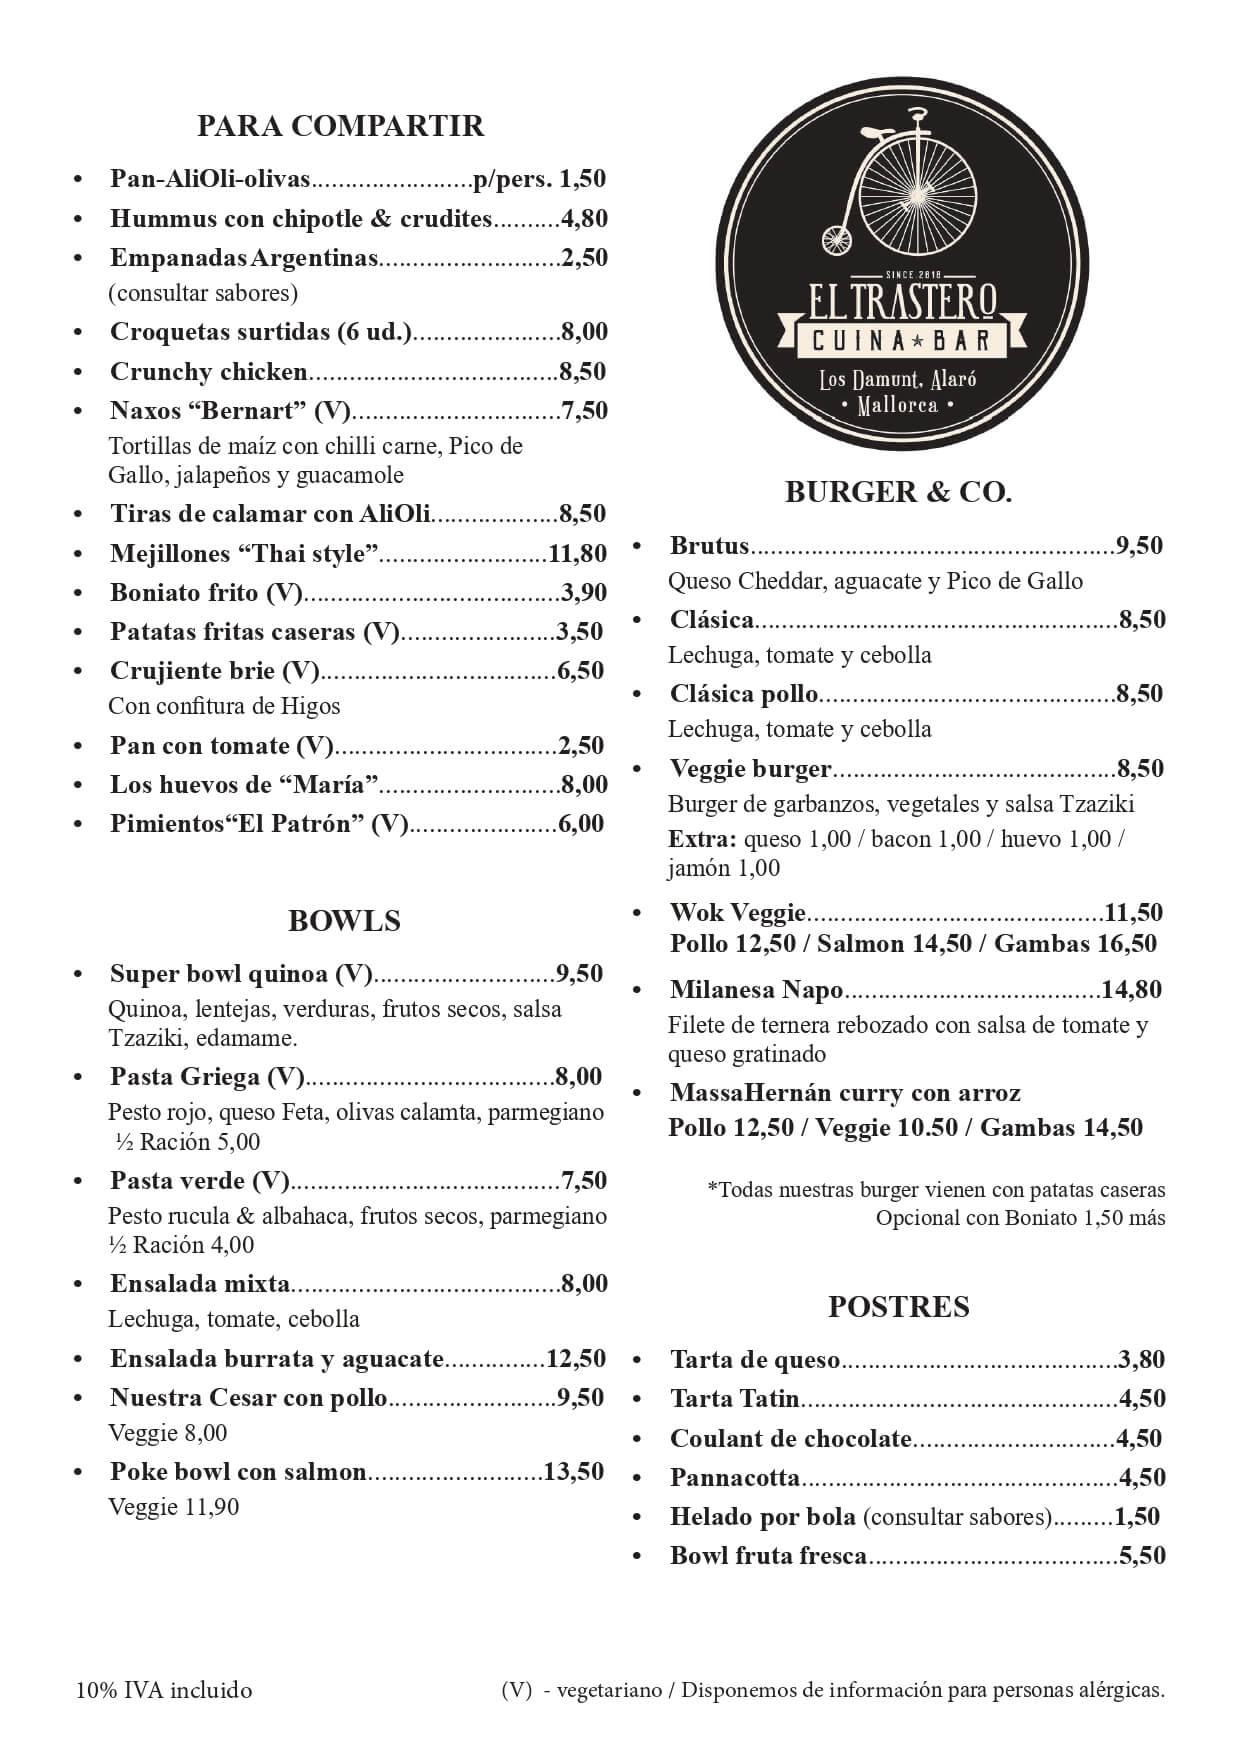 PARA COMPARTIR
• Pan-AliOli-olivas........................p/pers. 1,50
• Hummus con chipotle & crudites..........4,80
• Empanadas Argentinas...........................2,50
(consultar sabores)
• Croquetas surtidas (6 ud.)......................8,00
• Crunchy chicken.....................................8,50
• Naxos “Bernart” (V)...............................7,50
Tortillas de maíz con chilli carne, Pico de
Gallo, jalapeños y guacamole
• Tiras de calamar con AliOli...................8,50
• Mejillones “Thai style”.........................11,80
• Boniato frito (V)......................................3,90
• Patatas fritas caseras (V).......................3,50
• Crujiente brie (V)...................................6,50
Con confitura de Higos
• Pan con tomate (V).................................2,50
• Los huevos de “María”...........................8,00
• Pimientos“El Patrón” (V)......................6,00
BOWLS
• Super bowl quinoa (V)...........................9,50
Quinoa, lentejas, verduras, frutos secos, salsa
Tzaziki, edamame.
• Pasta Griega (V).....................................8,00
Pesto rojo, queso Feta, olivas calamta, parmegiano
½ Ración 5,00
• Pasta verde (V)........................................7,50
Pesto rucula & albahaca, frutos secos, parmegiano
½ Ración 4,00
• Ensalada mixta........................................8,00
Lechuga, tomate, cebolla
• Ensalada burrata y aguacate...............12,50
• Nuestra Cesar con pollo.........................9,50
Veggie 8,00
• Poke bowl con salmon..........................13,50
Veggie 11,90
SINCE 2018
EL TRASTERO
CUINA ★ BAR
Los Damunt, Alaró
• Mallorca •
BURGER & CO.
• Brutus......................................................9,50
Queso Cheddar, aguacate y Pico de Gallo
• Clásica......................................................8,50
Lechuga, tomate y cebolla
• Clásica pollo............................................8,50
Lechuga, tomate y cebolla
• Veggie burger..........................................8,50
Burger de garbanzos, vegetales y salsa Tzaziki
Extra: queso 1,00 / bacon 1,00 / huevo 1,00 /
jamón 1,00
• Wok Veggie............................................11,50
Pollo 12,50 / Salmon 14,50 / Gambas 16,50
• Milanesa Napo......................................14,80
Filete de ternera rebozado con salsa de tomate y
queso gratinado
• MassaHernán curry con arroz
Pollo 12,50 / Veggie 10.50 / Gambas 14,50
*Todas nuestras burger vienen con patatas caseras
Opcional con Boniato 1,50 más
POSTRES
• Tarta de queso.........................................3,80
• Tarta Tatin...............................................4,50
• Coulant de chocolate..............................4,50
• Pannacotta...............................................4,50
• Helado por bola (consultar sabores).........1,50
• Bowl fruta fresca.....................................5,50
10% IVA incluido
(V) - vegetariano / Disponemos de información para personas alérgicas.